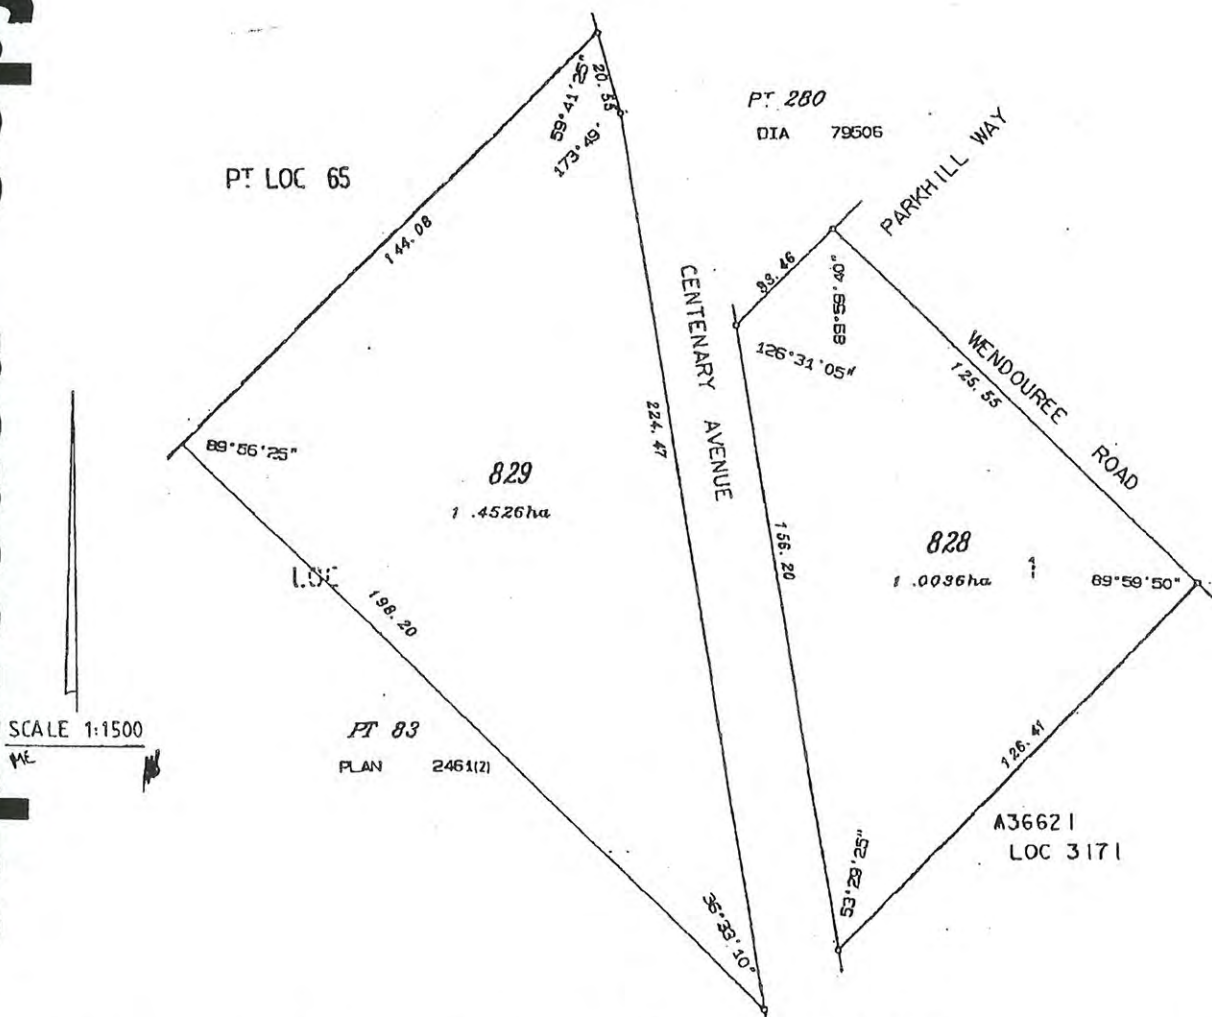 PT 280
DIA 79506
PARKHILL WAY
20.55
59°41'25"
173°49'
PT LOC 65
144.08
33.46
89°59'40"
126°31'05"
CENTENARY AVENUE
WENDOUREE ROAD
125.55
224.47
89°56'25"
829
1.4526ha
156.20
828
1.0036ha
89°59'50"
LOC
198.20
SCALE 1:1500
PT 83
PLAN 2461(2)
126.41
A36621
LOC 3171
53°29'25"
36°33'10"